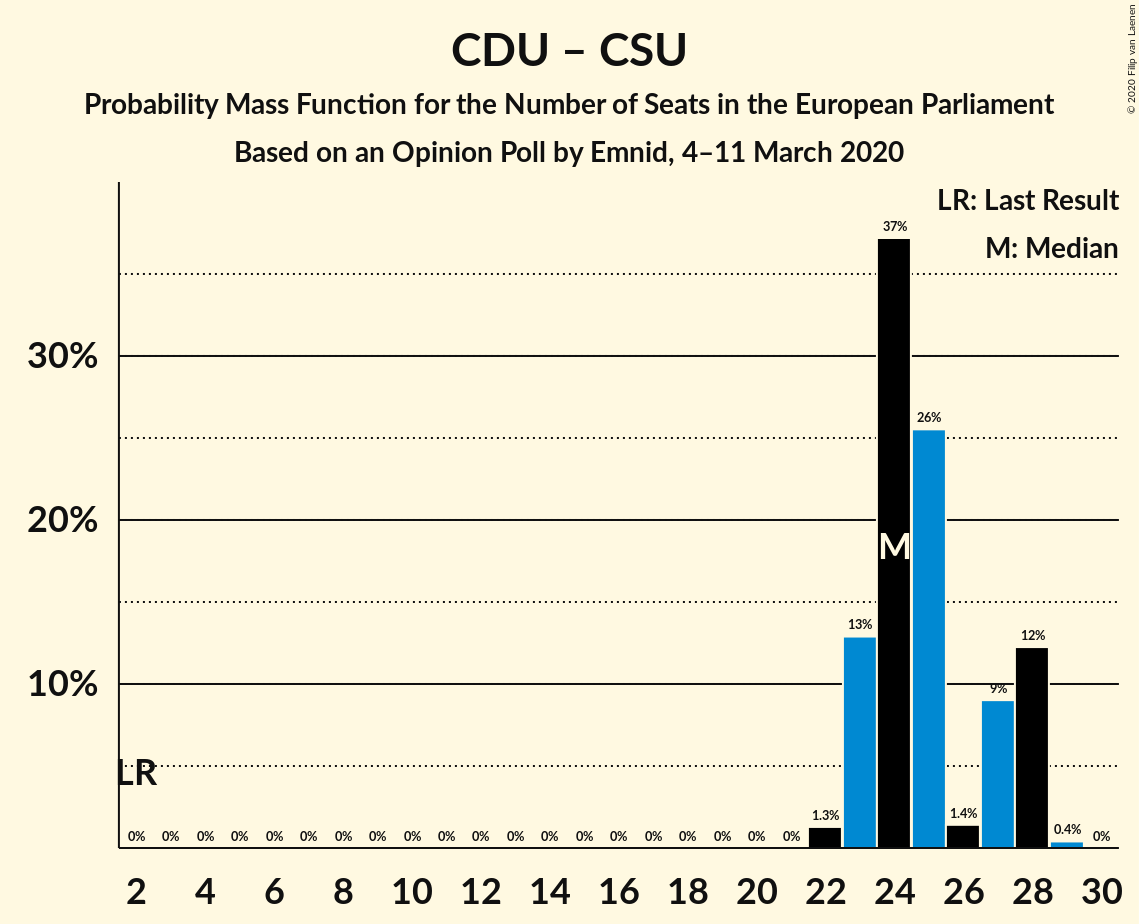 CDU – CSU
Probability Mass Function for the Number of Seats in the European Parliament
Based on an Opinion Poll by Emnid, 4–11 March 2020
© 2020 Filip van Laenen
LR: Last Result
M: Median
37%
30%
26%
20%
M
13%
12%
10%
9%
LR
1.3%
1.4%
0.4%
0% 0% 0% 0% 0% 0% 0% 0% 0% 0% 0% 0% 0% 0% 0% 0% 0% 0% 0% 0% 0%
2 4 6 8 10 12 14 16 18 20 22 24 26 28 30